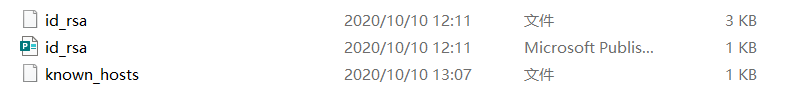 id_rsa 2020/10/10 12:11 文件 3 KB
id_rsa 2020/10/10 12:11 Microsoft Publis... 1 KB
known_hosts 2020/10/10 13:07 文件 1 KB